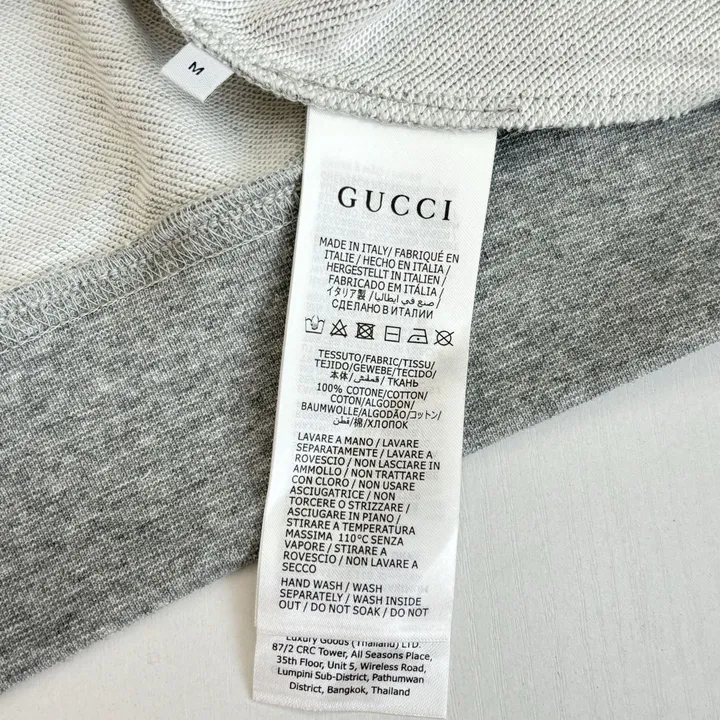 M
GUCCI
MADE IN ITALY/ FABRIQUÉ EN
ITALIE / HECHO EN ITALIA /
HERGESTELLT IN ITALIEN /
FABRICADO EM ITÁLIA /
イタリア製 / صنع في ايطاليا /
СДЕЛАНО В ИТАЛИИ
TESSUTO/FABRIC/TISSU/
TEJIDO/GEWEBE/TECIDO/
本体/قمقش/ ТКАНЬ
100% COTONE/COTTON/
COTON/ALGODON/
BAUMWOLLE/ALGODÃO/コットン/
قطن/棉/ХЛОПОК
LAVARE A MANO / LAVARE
SEPARATAMENTE / LAVARE
ROVESCIO / NON LASCIARE IN
AMMOLLO / NON TRATTARE
CON CLORO / NON USARE
ASCIUGATRICE / NON
TORCERE O STRIZZARE /
ASCIUGARE IN PIANO /
STIRARE A TEMPERATURA
MASSIMA 110°C SENZA
VAPORE / STIRARE A
ROVESCIO / NON LAVARE A
SECCO
HAND WASH / WASH
SEPARATELY / WASH INSIDE
OUT / DO NOT SOAK / DO NOT
Luxury Goods (Thailand) LTD.
87/2 CRC Tower, All Seasons Place,
35th Floor, Unit 5, Wireless Road,
Lumpini Sub-District, Pathumwan
District, Bangkok, Thailand